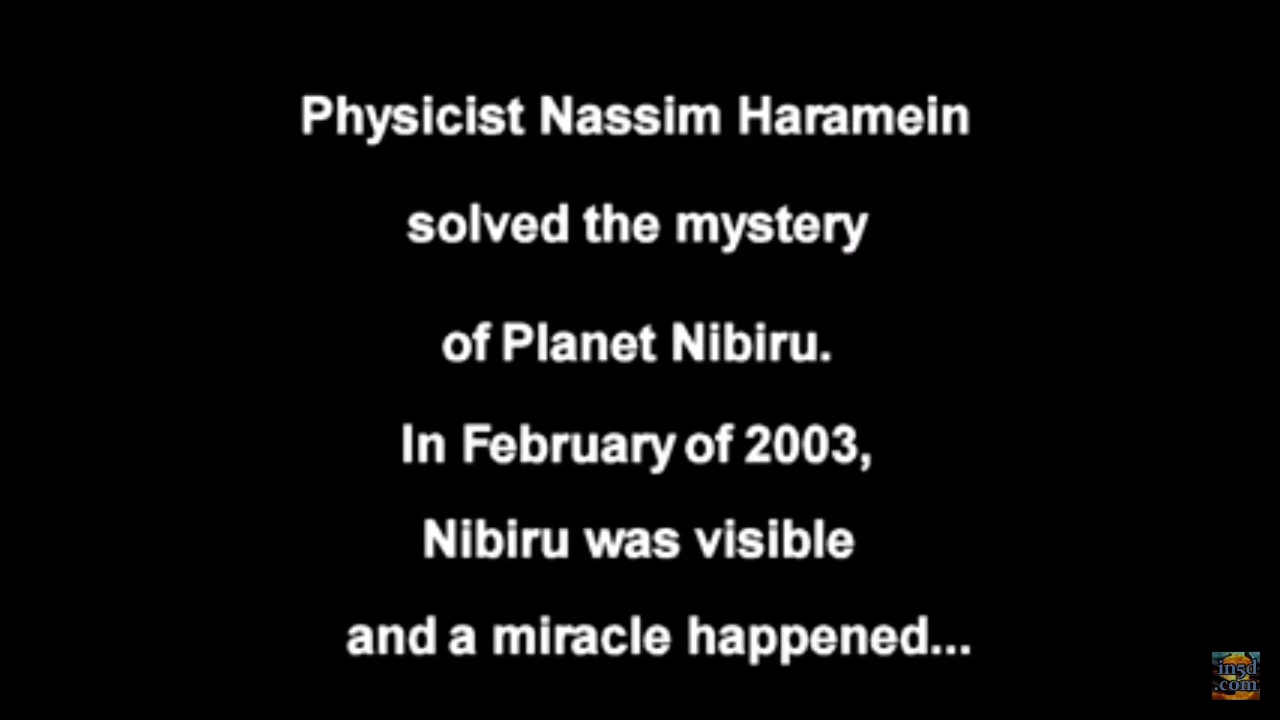 Physicist Nassim Haramein
solved the mystery
of Planet Nibiru.
In February of 2003,
Nibiru was visible
and a miracle happened...
in5d
.com